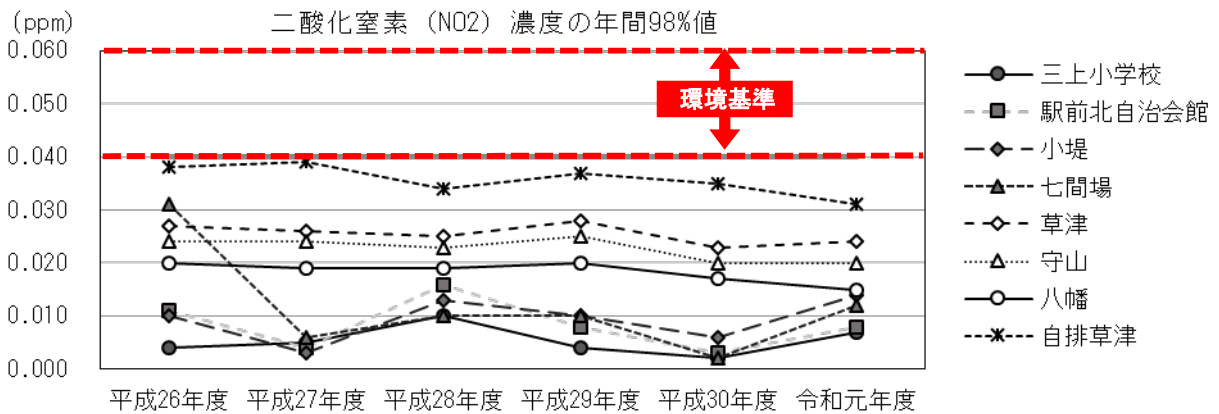 (ppm)
二酸化窒素（NO2）濃度の年間98%値
0.060
0.050
0.040
0.030
0.020
0.010
0.000
環境基準
平成26年度
平成27年度
平成28年度
平成29年度
平成30年度
令和元年度
三上小学校
駅前北自治会館
小堤
七間場
草津
守山
八幡
自排草津